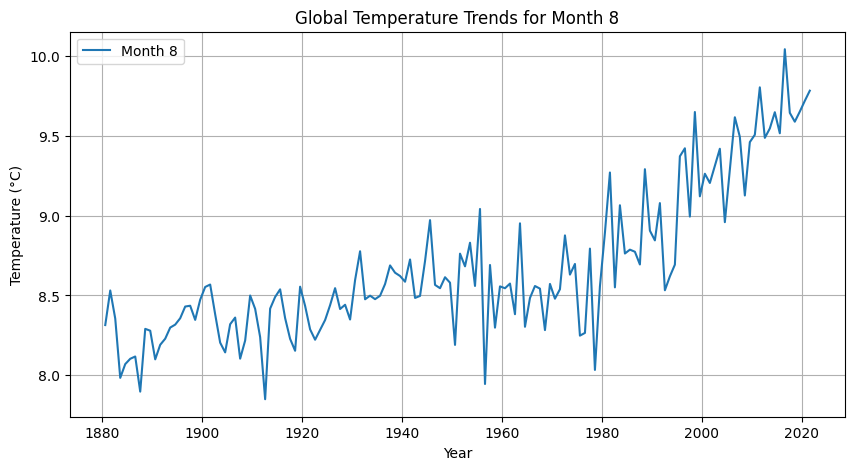 Global Temperature Trends for Month 8
Month 8
Temperature (°C)
10.0
9.5
9.0
8.5
8.0
1880 1900 1920 1940 1960 1980 2000 2020
Year